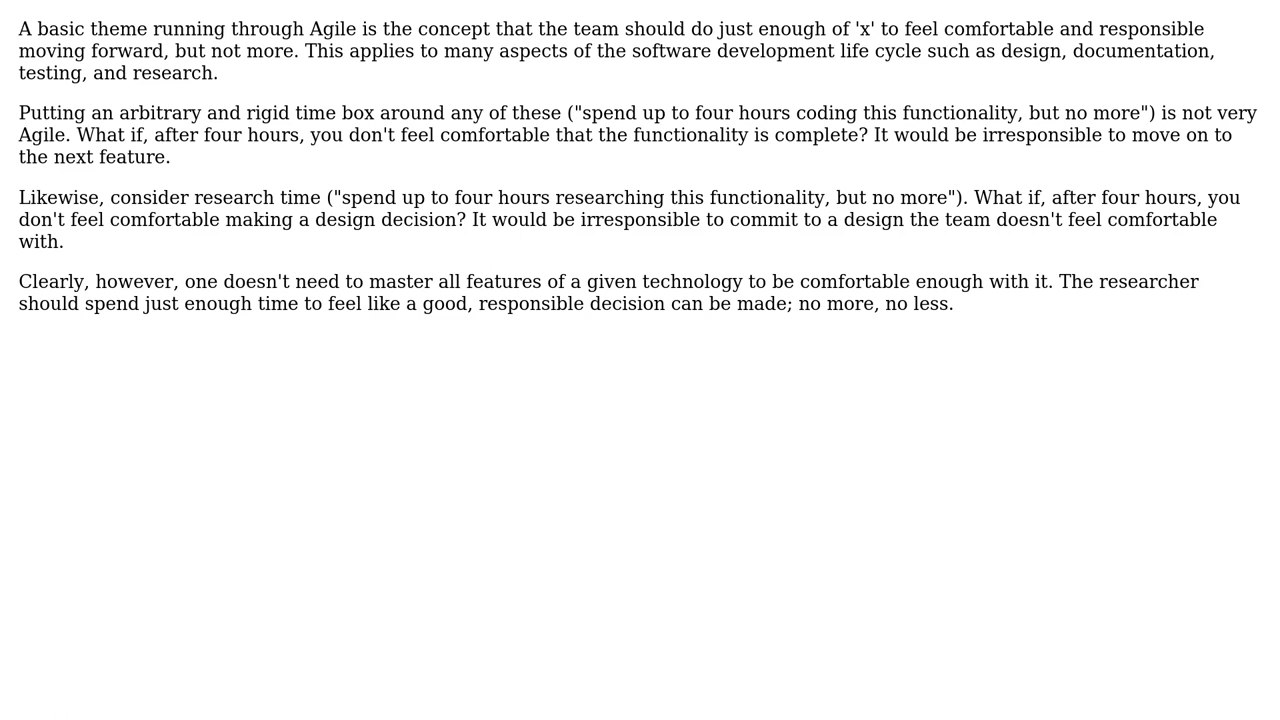 A basic theme running through Agile is the concept that the team should do just enough of 'x' to feel comfortable and responsible
moving forward, but not more. This applies to many aspects of the software development life cycle such as design, documentation,
testing, and research.
Putting an arbitrary and rigid time box around any of these ("spend up to four hours coding this functionality, but no more") is not very
Agile. What if, after four hours, you don't feel comfortable that the functionality is complete? It would be irresponsible to move on to
the next feature.
Likewise, consider research time ("spend up to four hours researching this functionality, but no more"). What if, after four hours, you
don't feel comfortable making a design decision? It would be irresponsible to commit to a design the team doesn't feel comfortable
with.
Clearly, however, one doesn't need to master all features of a given technology to be comfortable enough with it. The researcher
should spend just enough time to feel like a good, responsible decision can be made; no more, no less.